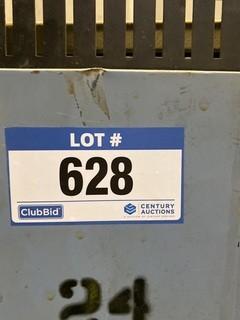 LOT #
628
ClubBid
CENTURY
AUCTIONS
24